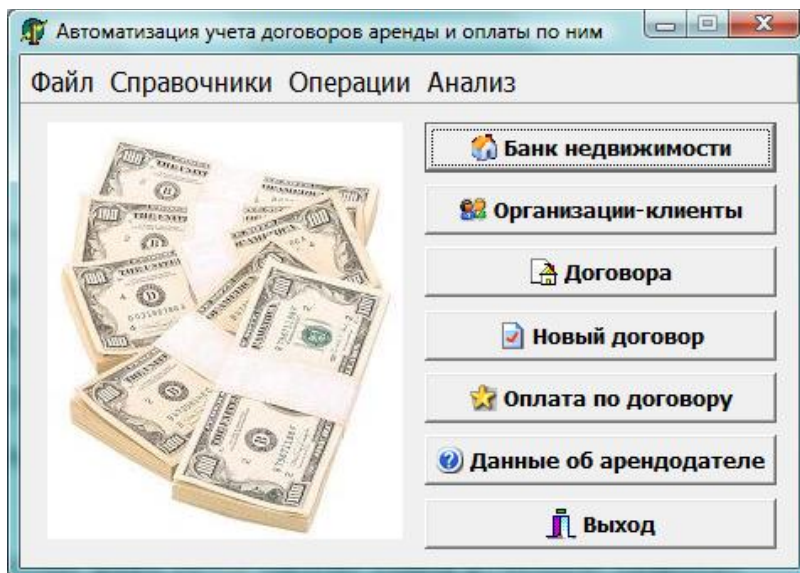 Автоматизация учета договоров аренды и оплаты по ним
Файл Справочники Операции Анализ
Банк недвижимости
Организации-клиенты
Договора
Новый договор
Оплата по договору
Данные об арендодателе
Выход